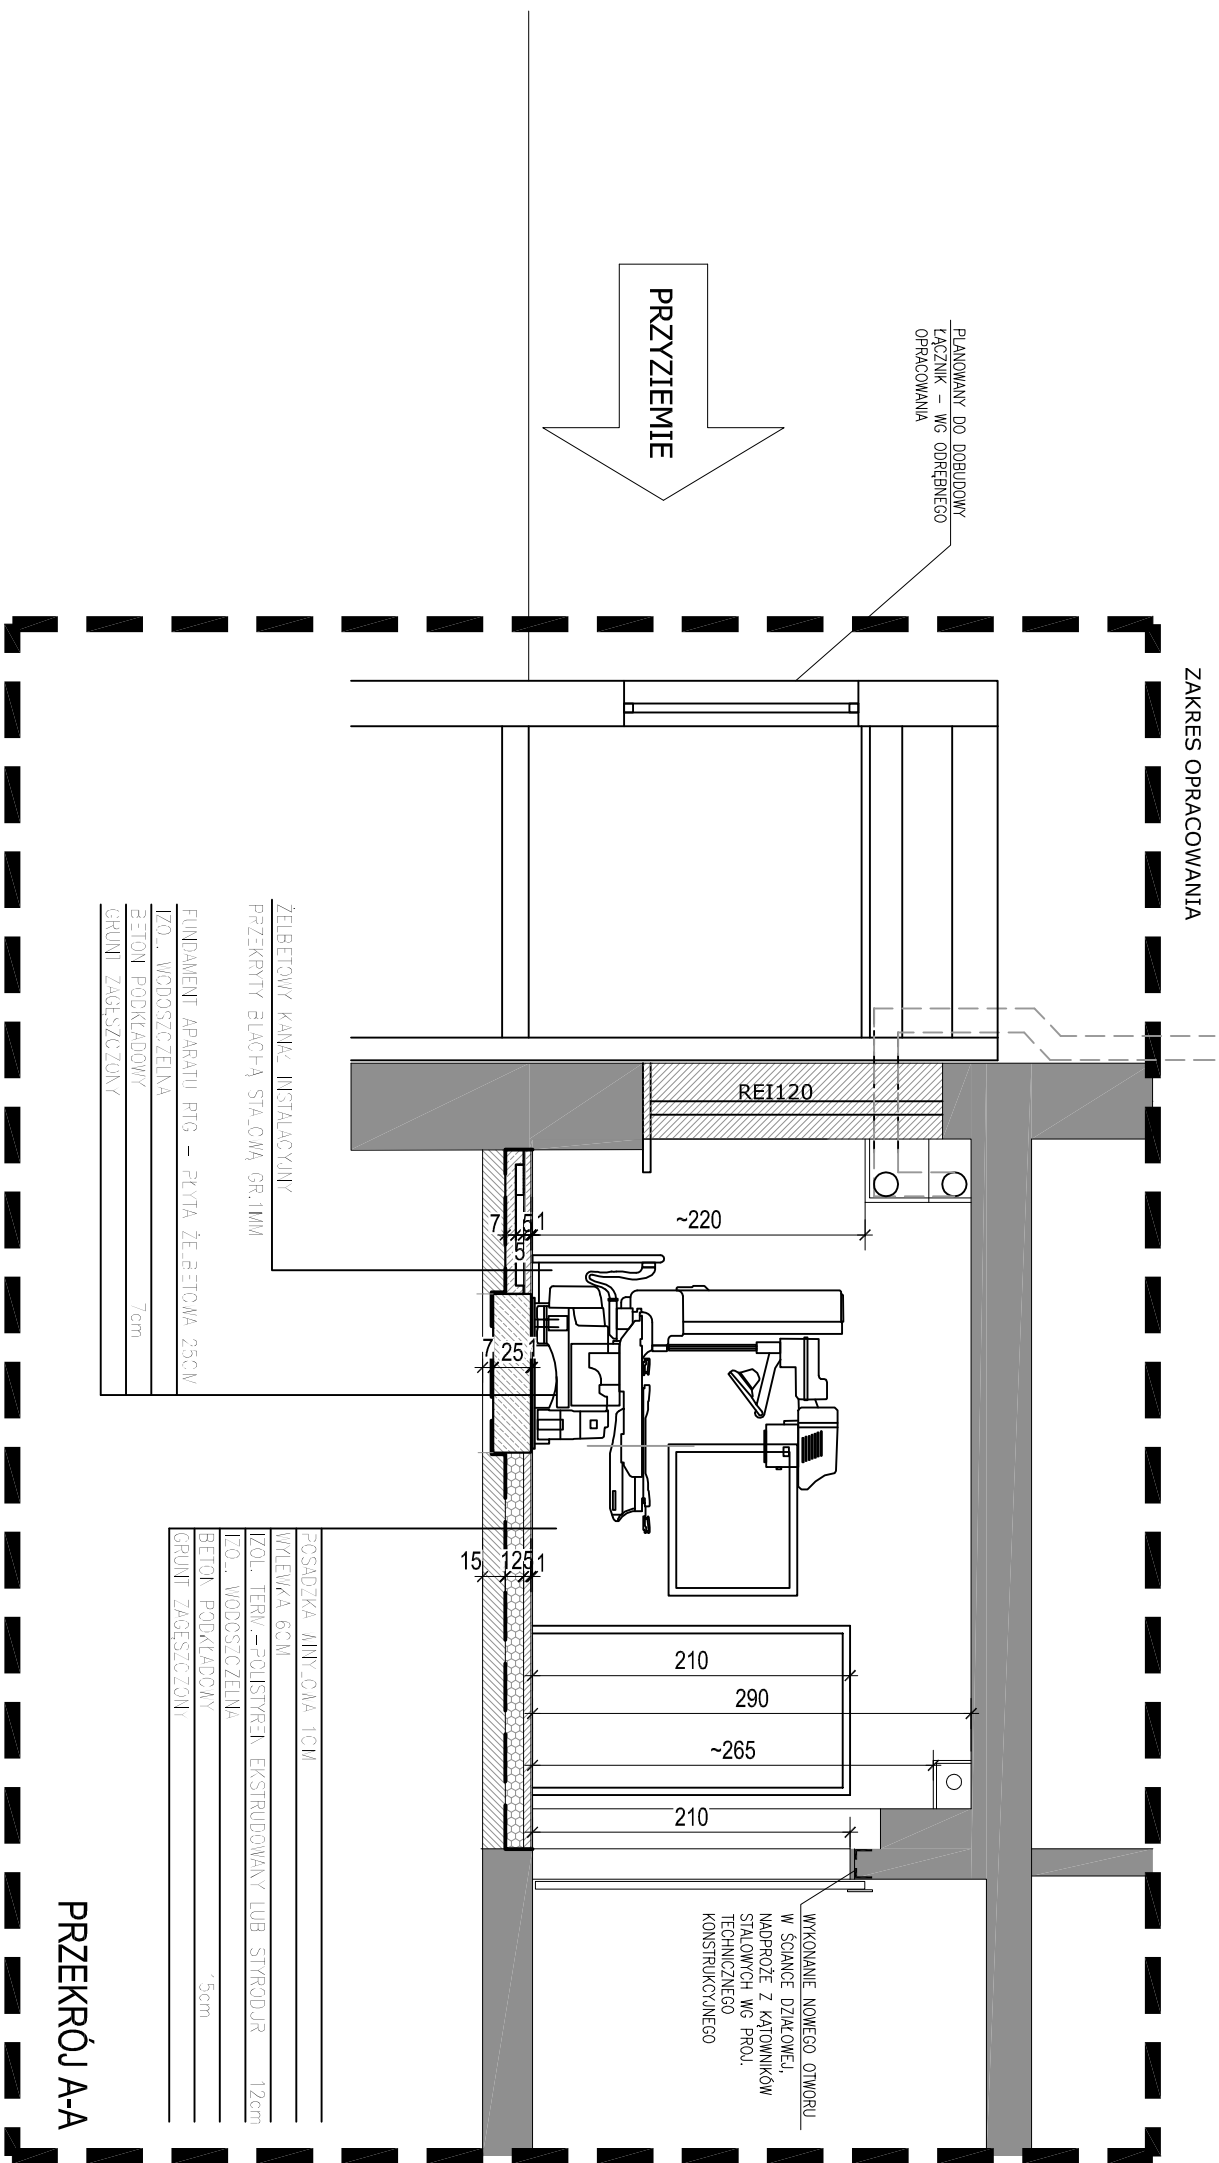 ZAKRES OPRACOWANIA
PLANOWANY DO DOBUDOWY
ŁĄCZNIK - WG ODRĘBNEGO
OPRACOWANIA
PRZYZIEMIE
REI120
~220
7
5
5
1
7
25
1
15
12
5
1
210
290
~265
210
ŻELBETOWY KANAŁ INSTALACYJNY
PRZEKRYTY BLACHĄ STALOWĄ GR.1MM
FUNDAMENT APARATU RTG - PŁYTA ŻELBETOWA 25CM
IZOL. WODOSZCZELNA
BETON PODKŁADOWY 7cm
GRUNT ZAGĘSZCZONY
POSADZKA WINYLOWA 1CM
WYLEWKA 6CM
IZOL. TERM.-POLISTYREN EKSTRUDOWANY LUB STYRODUR 12cm
IZOL. WODOSZCZELNA
BETON PODKŁADOWY 15cm
GRUNT ZAGĘSZCZONY
WYKONANIE NOWEGO OTWORU
W ŚCIANCE DZIAŁOWEJ,
NADPROŻE Z KĄTOWNIKÓW
STALOWYCH WG PROJ.
TECHNICZNEGO
KONSTRUKCYJNEGO
PRZEKRÓJ A-A